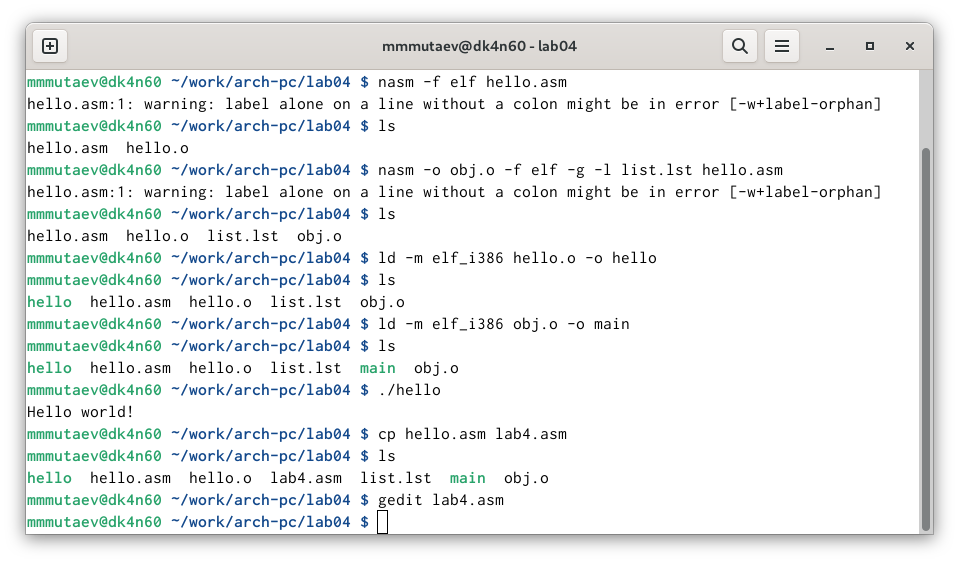 mmmutaev@dk4n60 - lab04
mmmutaev@dk4n60 ~/work/arch-pc/lab04 $ nasm -f elf hello.asm
hello.asm:1: warning: label alone on a line without a colon might be in error [-w+label-orphan]
mmmutaev@dk4n60 ~/work/arch-pc/lab04 $ ls
hello.asm  hello.o
mmmutaev@dk4n60 ~/work/arch-pc/lab04 $ nasm -o obj.o -f elf -g -l list.lst hello.asm
hello.asm:1: warning: label alone on a line without a colon might be in error [-w+label-orphan]
mmmutaev@dk4n60 ~/work/arch-pc/lab04 $ ls
hello.asm  hello.o  list.lst  obj.o
mmmutaev@dk4n60 ~/work/arch-pc/lab04 $ ld -m elf_i386 hello.o -o hello
mmmutaev@dk4n60 ~/work/arch-pc/lab04 $ ls
hello  hello.asm  hello.o  list.lst  obj.o
mmmutaev@dk4n60 ~/work/arch-pc/lab04 $ ld -m elf_i386 obj.o -o main
mmmutaev@dk4n60 ~/work/arch-pc/lab04 $ ls
hello  hello.asm  hello.o  list.lst  main  obj.o
mmmutaev@dk4n60 ~/work/arch-pc/lab04 $ ./hello
Hello world!
mmmutaev@dk4n60 ~/work/arch-pc/lab04 $ cp hello.asm lab4.asm
mmmutaev@dk4n60 ~/work/arch-pc/lab04 $ ls
hello  hello.asm  hello.o  lab4.asm  list.lst  main  obj.o
mmmutaev@dk4n60 ~/work/arch-pc/lab04 $ gedit lab4.asm
mmmutaev@dk4n60 ~/work/arch-pc/lab04 $